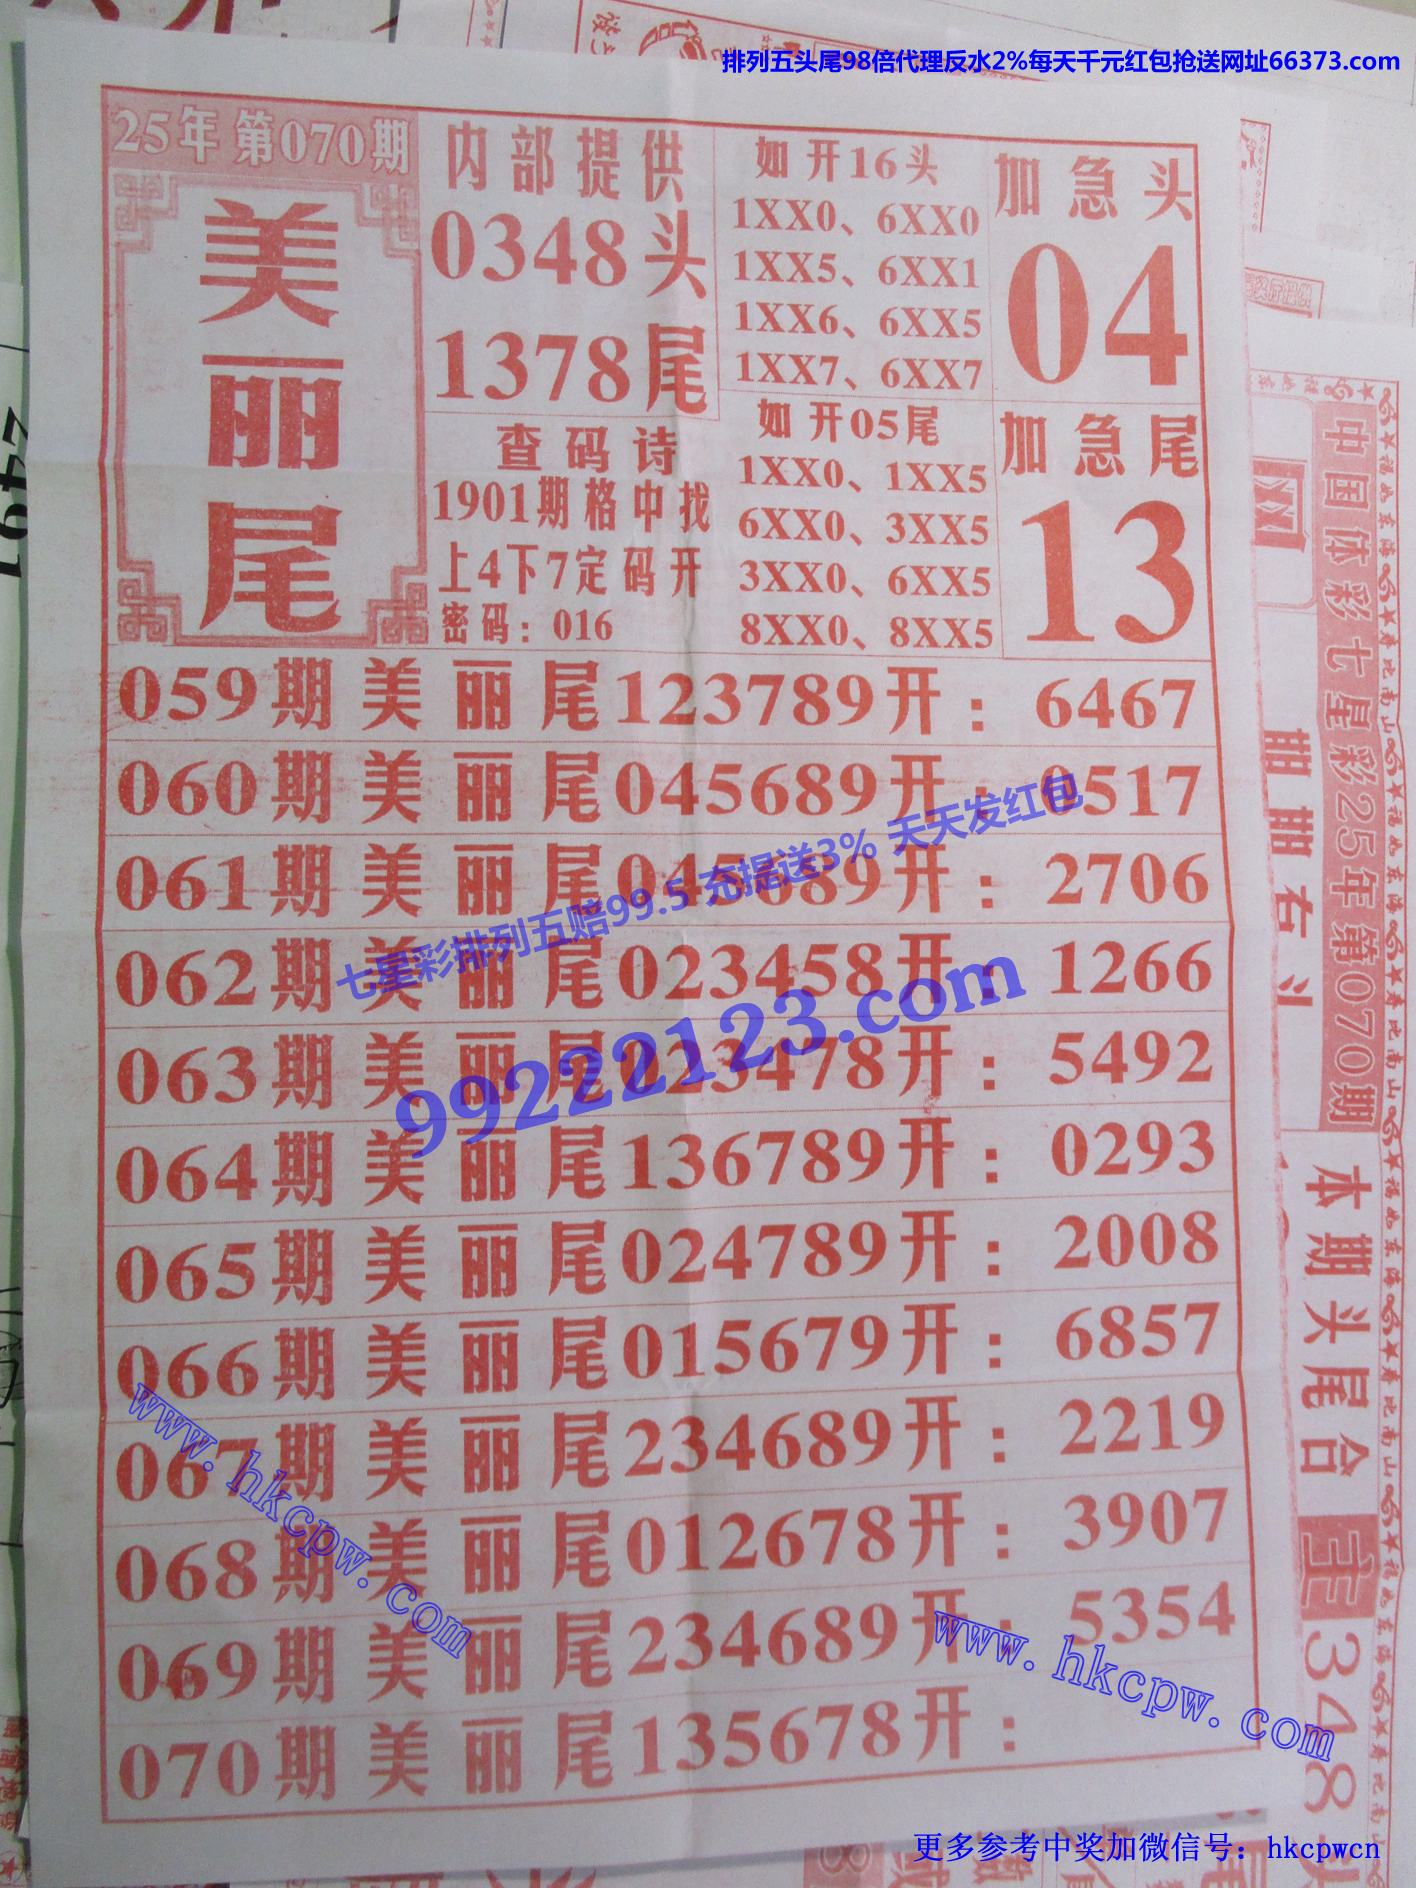 排列五头尾98倍代理反水2%每天千元红包抢送网址66373.com
25年 第070期
美丽尾
内部提供
0348头
1378尾
查码诗
1901期格中找
上4下7定码开
密码：016
如开16头
1XX0、6XX0
1XX5、6XX1
1XX6、6XX5
1XX7、6XX7
如开05尾
1XX0、1XX5
6XX0、3XX5
3XX0、6XX5
8XX0、8XX5
加急头
04
加急尾
13
059期美丽尾123789开：6467
060期美丽尾045689开：0517
061期美丽尾045689开：2706
062期美丽尾023458开：1266
063期美丽尾023478开：5492
064期美丽尾136789开：0293
065期美丽尾024789开：2008
066期美丽尾015679开：6857
067期美丽尾234689开：2219
068期美丽尾012678开：3907
069期美丽尾234689开：5354
070期美丽尾135678开：
七星彩排列五赔99.5 充提送3% 天天发红包
99222123.com
www.hkcpw.com
www.hkcpw.com
中国体彩七星彩25年第070期
本期头尾合
主348头
更多参考中奖加微信号：hkcpwcn